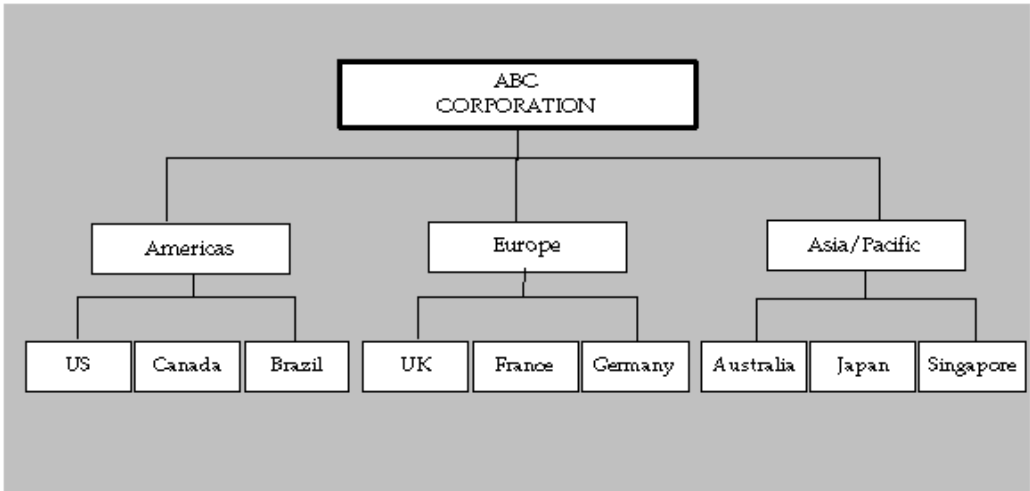 ABC
CORPORATION
Americas
Europe
Asia/Pacific
US
Canada
Brazil
UK
France
Germany
Australia
Japan
Singapore